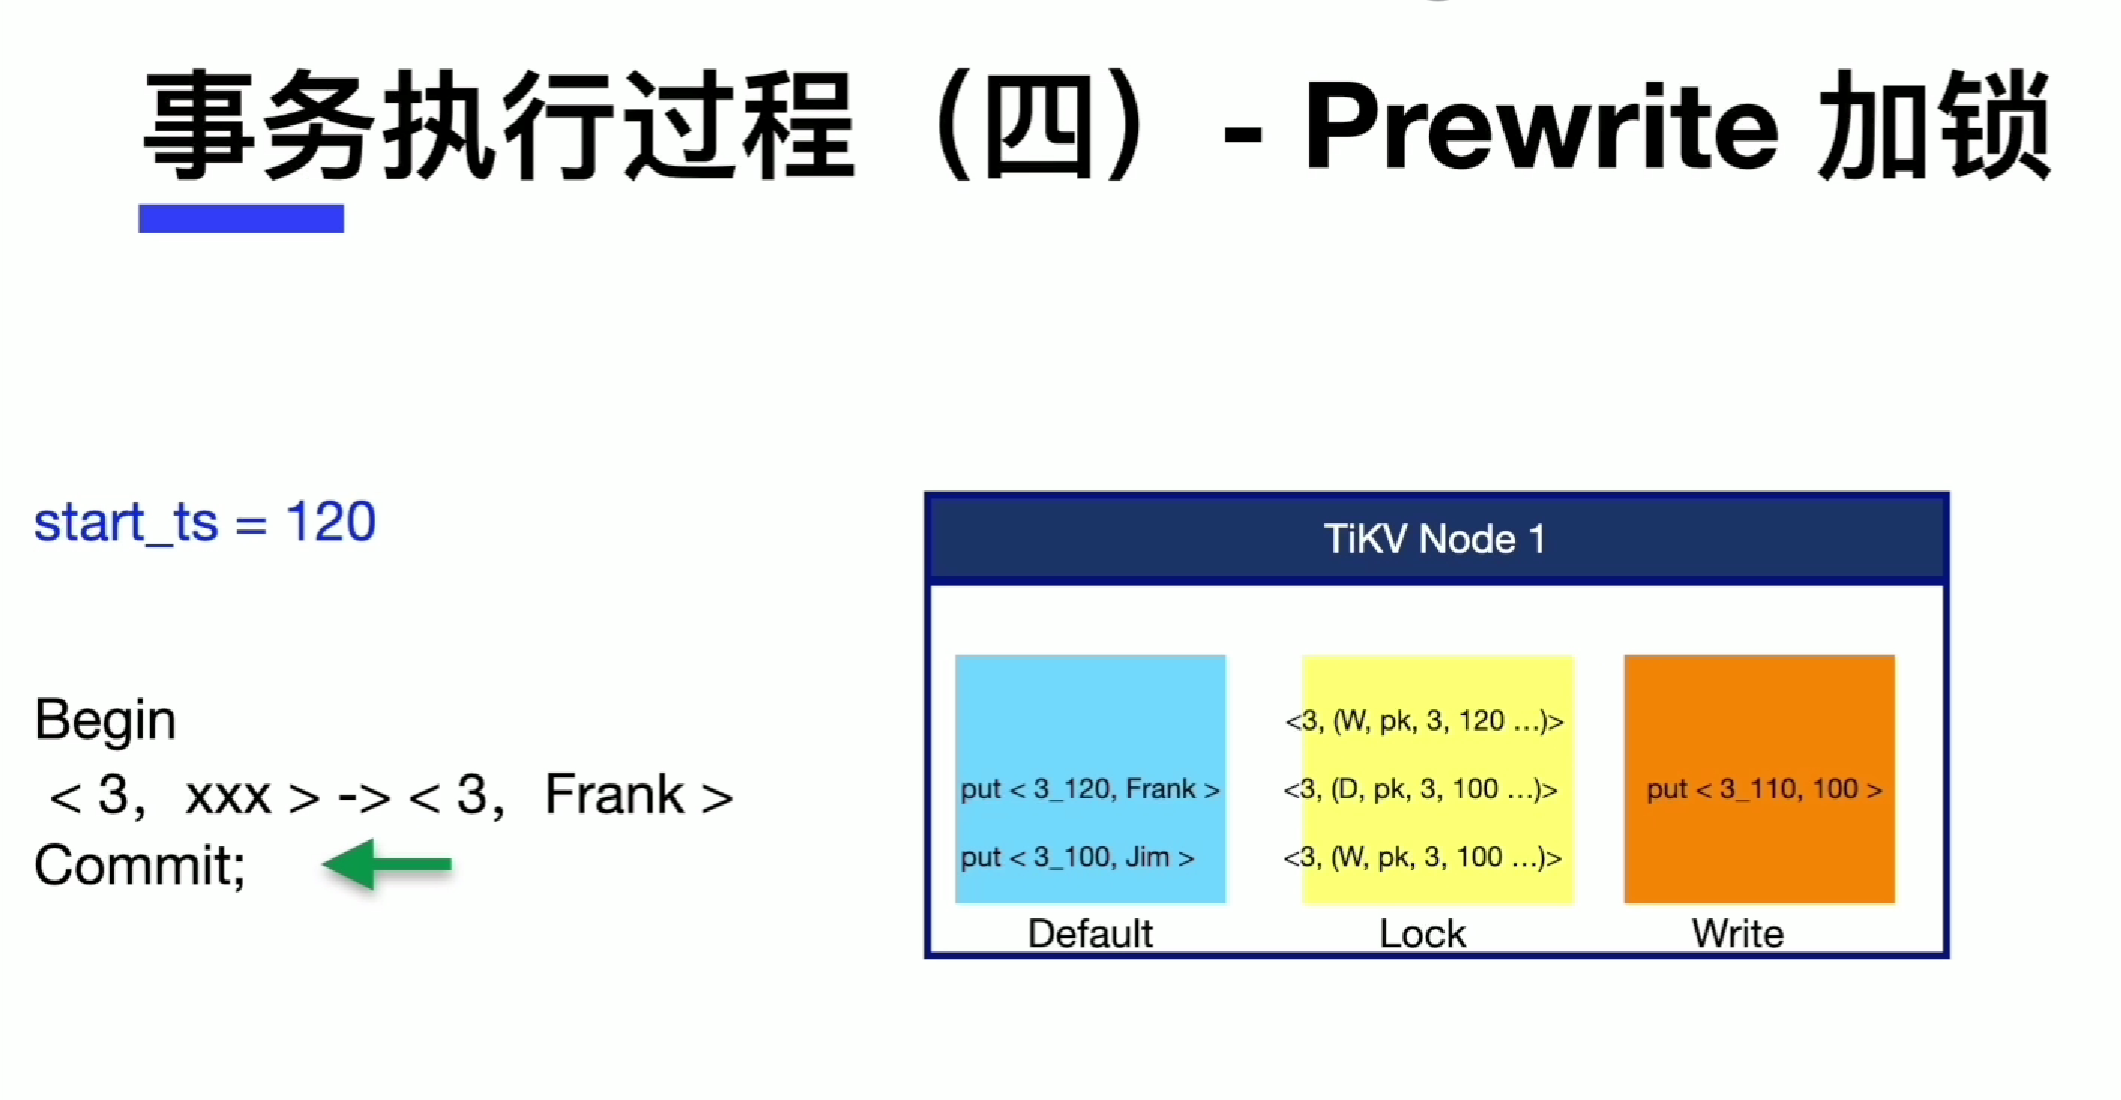 事务执行过程（四）- Prewrite 加锁
start_ts = 120
Begin
< 3, xxx > -> < 3, Frank >
Commit;
TiKV Node 1
put < 3_120, Frank >
put < 3_100, Jim >
Default
<3, (W, pk, 3, 120 ...)>
<3, (D, pk, 3, 100 ...)>
<3, (W, pk, 3, 100 ...)>
Lock
put < 3_110, 100 >
Write